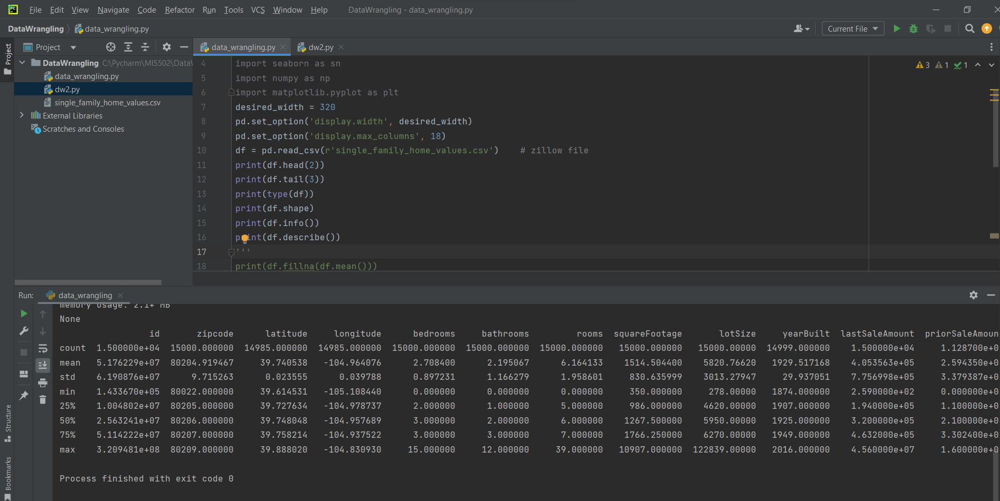 PC
File Edit View Navigate Code Refactor Run Tools VCS Window Help DataWrangling - data_wrangling.py
DataWrangling data_wrangling.py Current File
Project
Project
data_wrangling.py dw2.py
DataWrangling C:\Pycharm\MIS502\Data\
data_wrangling.py
dw2.py
single_family_home_values.csv
External Libraries
Scratches and Consoles
3 1 1
4 import seaborn as sn
5 import numpy as np
6 import matplotlib.pyplot as plt
7 desired_width = 320
8 pd.set_option('display.width', desired_width)
9 pd.set_option('display.max_columns', 18)
10 df = pd.read_csv(r'single_family_home_values.csv') # zillow file
11 print(df.head(2))
12 print(df.tail(3))
13 print(type(df))
14 print(df.shape)
15 print(df.info())
16 print(df.describe())
17 '''
18 print(df.fillna(df.mean()))
Run: data_wrangling
memory usage: 2.1+ MB
None
id zipcode latitude longitude bedrooms bathrooms rooms squareFootage lotSize yearBuilt lastSaleAmount priorSaleAmoun
count 1.500000e+04 15000.000000 14985.000000 14985.000000 15000.000000 15000.000000 15000.000000 15000.000000 15000.00000 14999.000000 1.500000e+04 1.128700e+0
mean 5.176229e+07 80204.919467 39.740538 -104.964076 2.708400 2.195067 6.164133 1514.504400 5820.76620 1929.517168 4.053563e+05 2.594350e+0
std 6.190876e+07 9.715263 0.023555 0.039788 0.897231 1.166279 1.958601 830.635999 3013.27947 29.937051 7.756998e+05 3.379387e+0
min 1.433670e+05 80022.000000 39.614531 -105.108440 0.000000 0.000000 0.000000 350.000000 278.00000 1874.000000 2.590000e+02 0.000000e+0
25% 1.004802e+07 80205.000000 39.727634 -104.978737 2.000000 1.000000 5.000000 986.000000 4620.00000 1907.000000 1.940000e+05 1.100000e+0
50% 2.563241e+07 80206.000000 39.748048 -104.957689 3.000000 2.000000 6.000000 1267.500000 5950.00000 1925.000000 3.200000e+05 2.100000e+0
75% 5.114222e+07 80207.000000 39.758214 -104.937522 3.000000 3.000000 7.000000 1766.250000 6270.00000 1949.000000 4.632000e+05 3.302400e+0
max 3.209481e+08 80209.000000 39.888020 -104.830930 15.000000 12.000000 39.000000 10907.000000 122839.00000 2016.000000 4.560000e+07 1.600000e+0
Process finished with exit code 0
Structure
Bookmarks